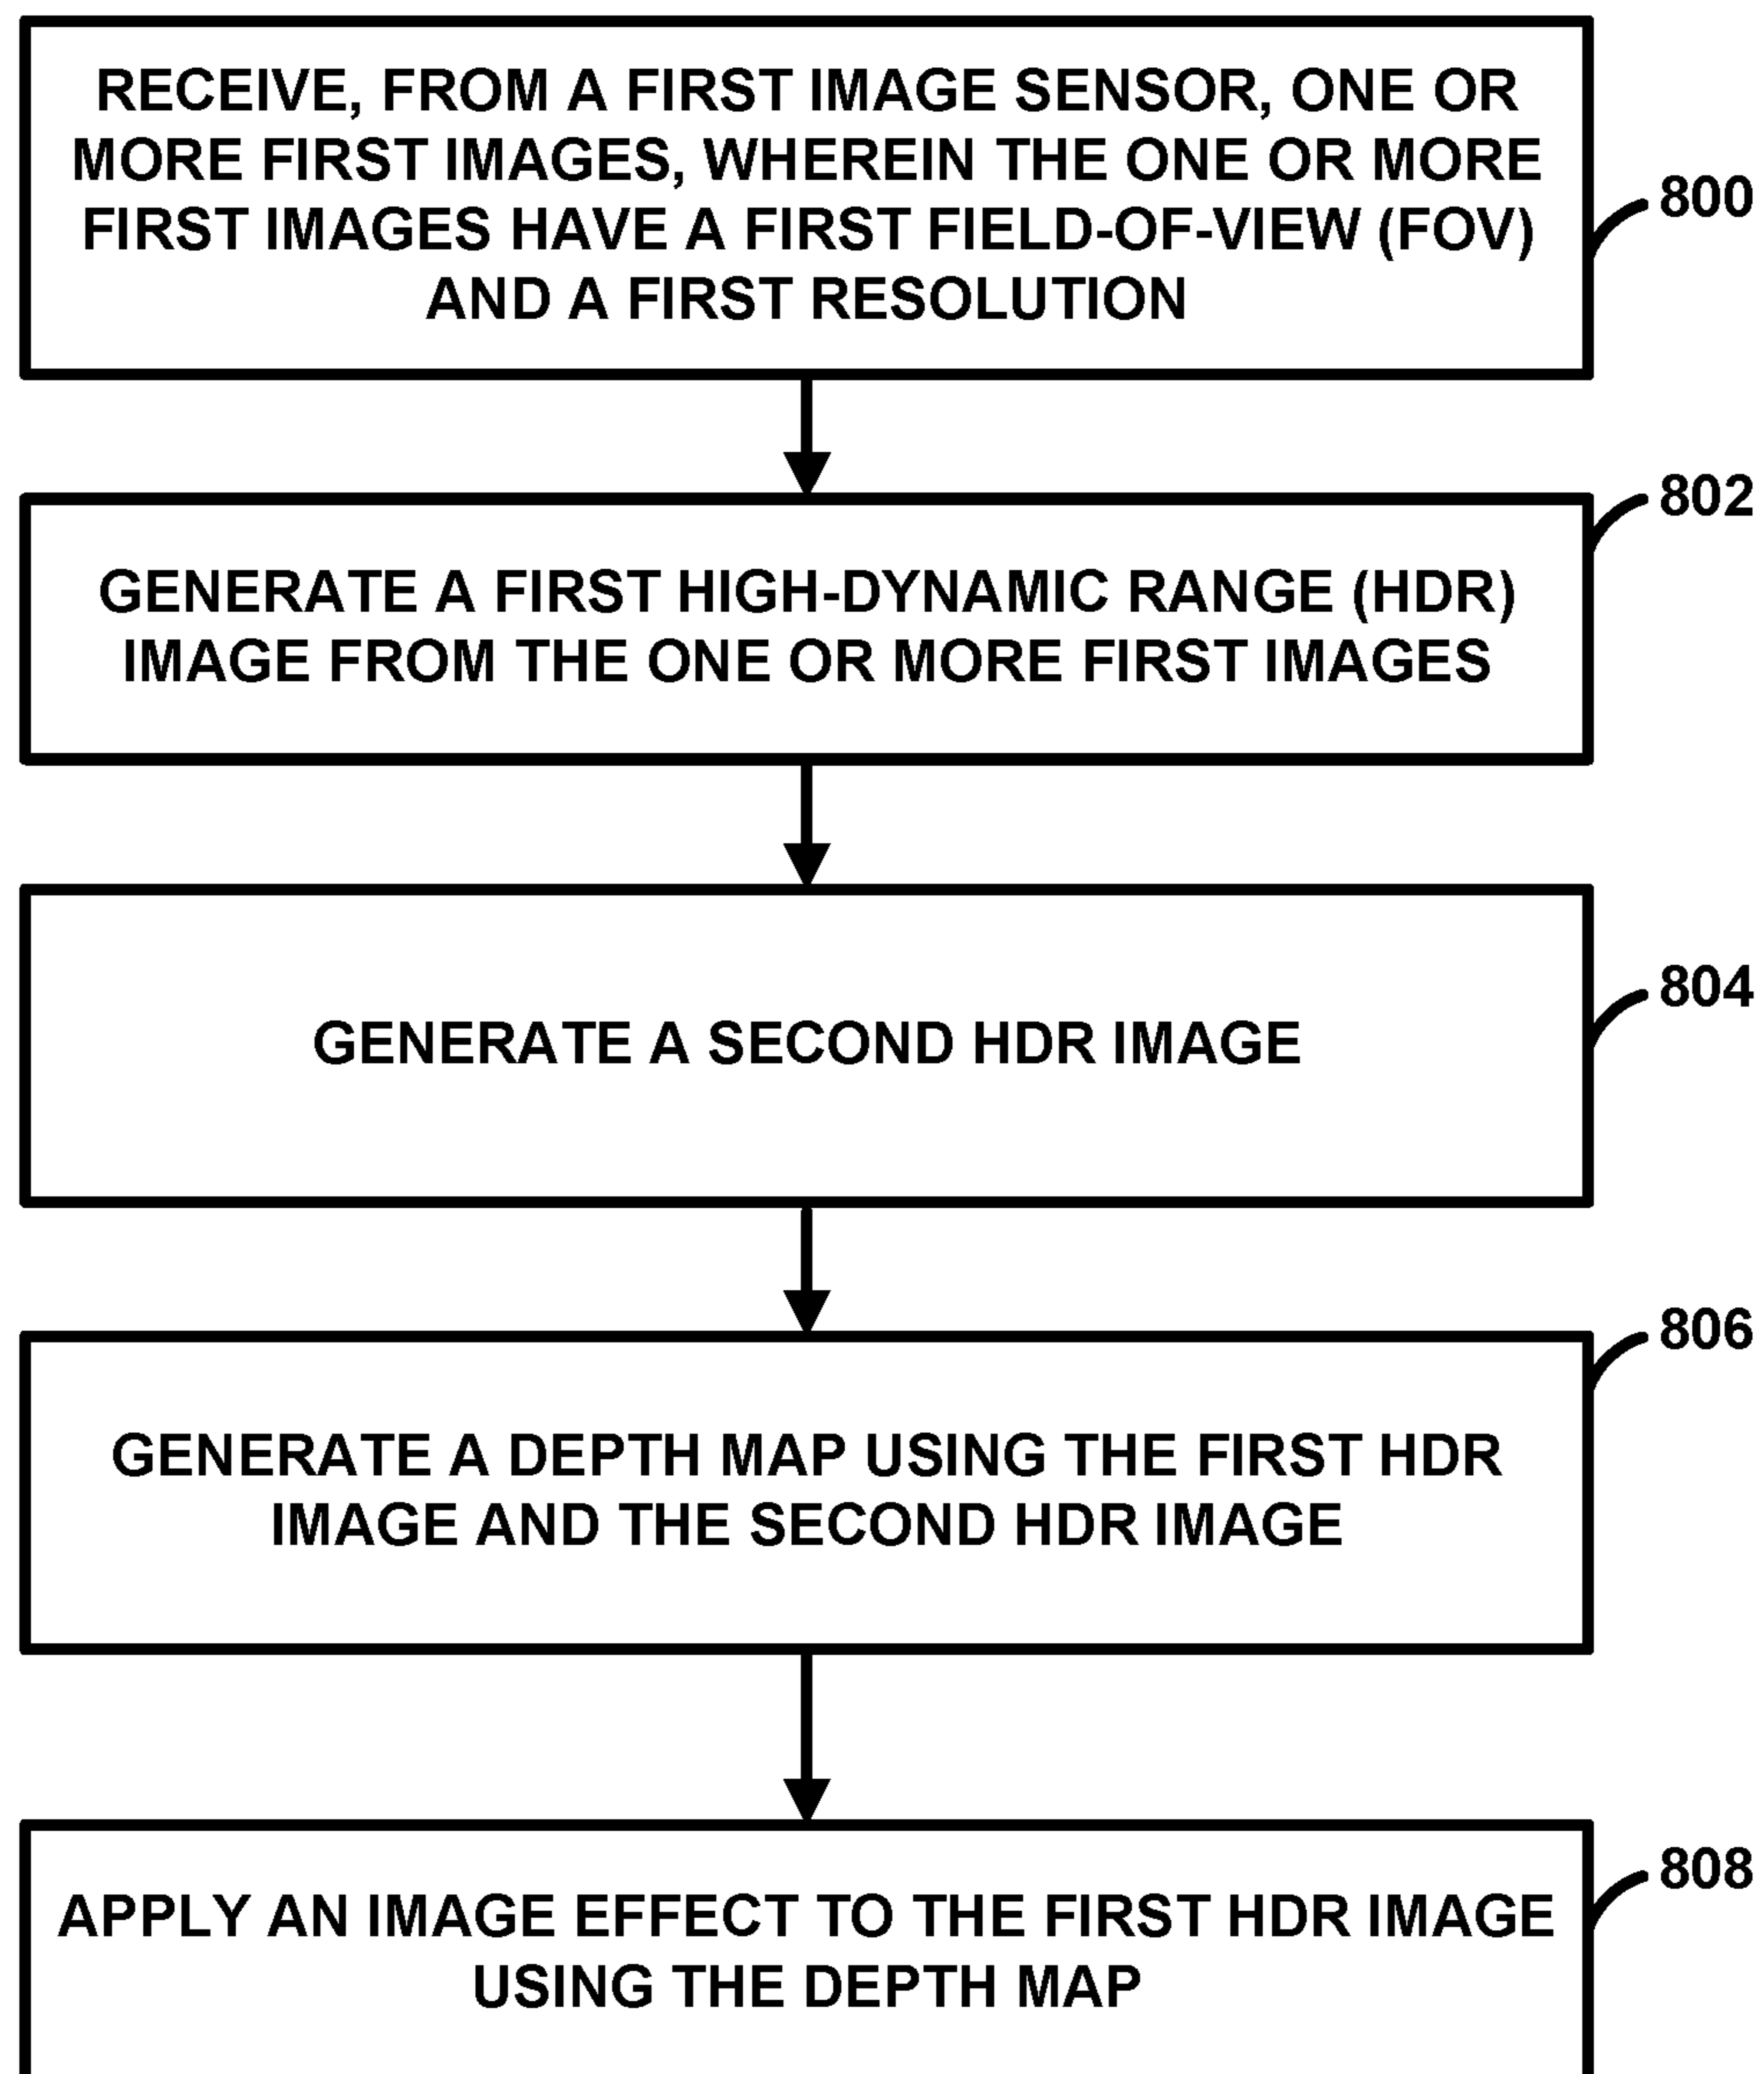 RECEIVE, FROM A FIRST IMAGE SENSOR, ONE OR
MORE FIRST IMAGES, WHEREIN THE ONE OR MORE
FIRST IMAGES HAVE A FIRST FIELD-OF-VIEW (FOV)
AND A FIRST RESOLUTION
800
802
GENERATE A FIRST HIGH-DYNAMIC RANGE (HDR)
IMAGE FROM THE ONE OR MORE FIRST IMAGES
804
GENERATE A SECOND HDR IMAGE
806
GENERATE A DEPTH MAP USING THE FIRST HDR
IMAGE AND THE SECOND HDR IMAGE
808
APPLY AN IMAGE EFFECT TO THE FIRST HDR IMAGE
USING THE DEPTH MAP